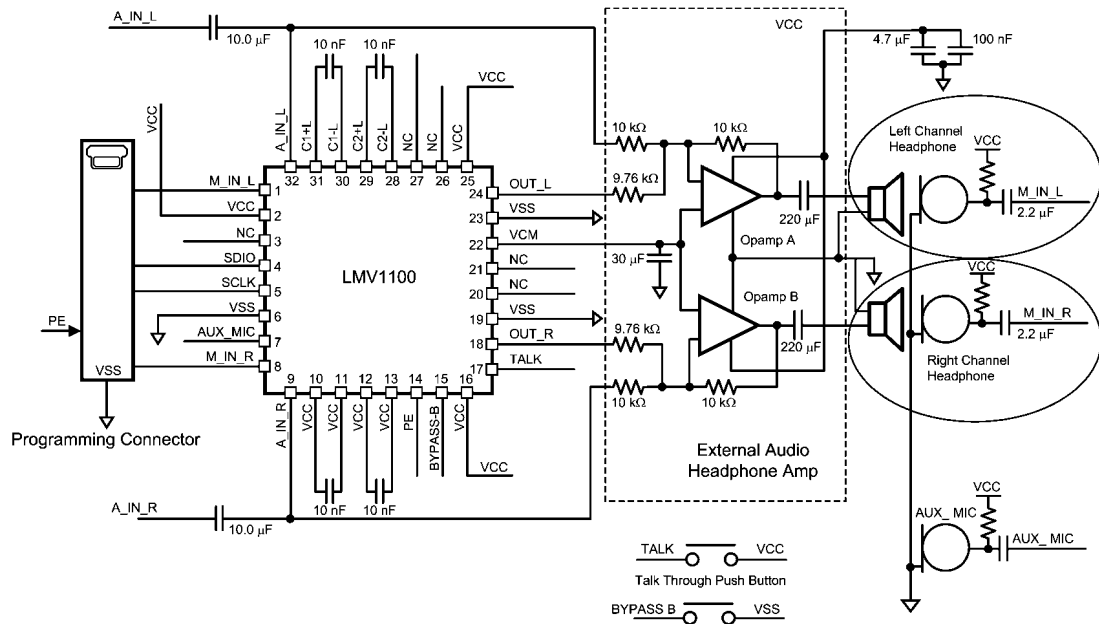 A_IN_L
10.0 µF
10 nF
10 nF
VCC
4.7 µF
100 nF
VCC
A_IN_L
C1+L
C1-L
C2+L
C2-L
NC
NC
VCC
VCC
32
31
30
29
28
27
26
25
M_IN_L
1
VCC
2
NC
3
SDIO
4
SCLK
5
VSS
6
AUX_MIC
7
M_IN_R
8
PE
VSS
Programming Connector
LMV1100
24
OUT_L
23
VSS
22
VCM
21
NC
20
NC
19
VSS
18
OUT_R
17
TALK
9
10
11
12
13
14
15
16
A_IN_R
VCC
VCC
VCC
VCC
PE
BYPASS-B
VCC
VCC
10 nF
10 nF
A_IN_R
10.0 µF
10 kΩ
10 kΩ
9.76 kΩ
220 µF
Opamp A
30 µF
Opamp B
9.76 kΩ
220 µF
10 kΩ
10 kΩ
External Audio
Headphone Amp
Left Channel
Headphone
VCC
M_IN_L
2.2 µF
VCC
M_IN_R
2.2 µF
Right Channel
Headphone
VCC
AUX_ MIC
AUX_ MIC
TALK
VCC
Talk Through Push Button
BYPASS B
VSS